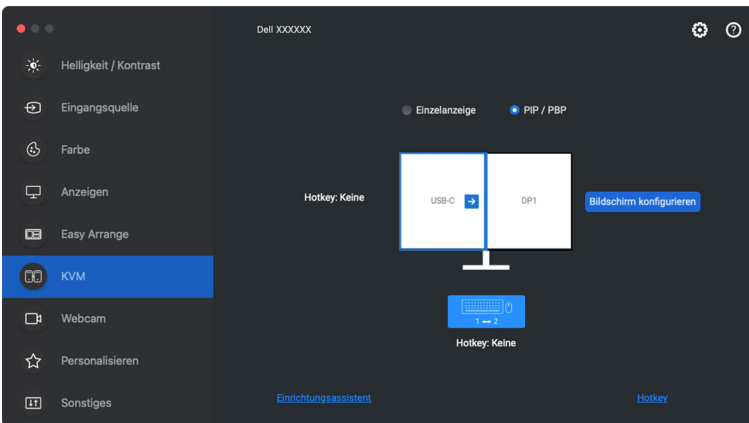 Dell XXXXXX
Helligkeit / Kontrast
Eingangsquelle
Farbe
Anzeigen
Easy Arrange
KVM
Webcam
Personalisieren
Sonstiges
Einzelanzeige
PIP / PBP
Hotkey: Keine
USB-C
DP1
Bildschirm konfigurieren
1 ↔ 2
Hotkey: Keine
Einrichtungsassistent
Hotkey